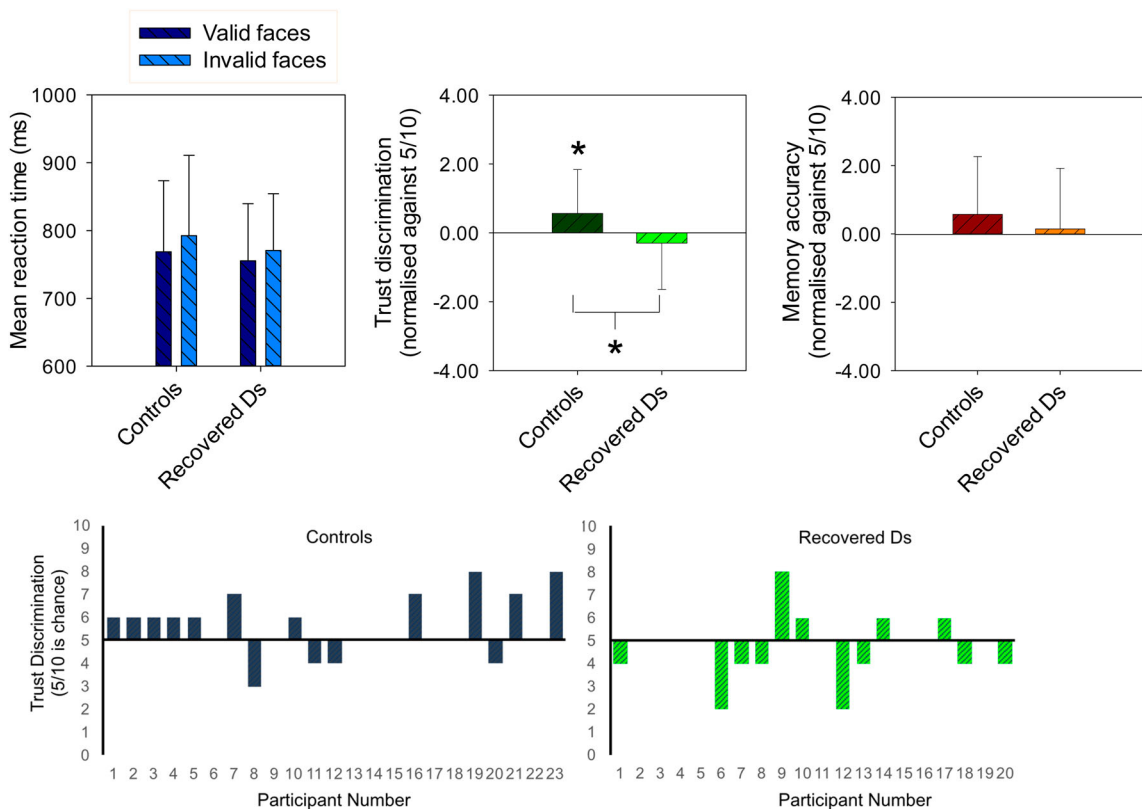 Valid faces
Invalid faces
Mean reaction time (ms)
1000
900
800
700
600
Controls
Recovered Ds
Trust discrimination
(normalised against 5/10)
4.00
2.00
0.00
-2.00
-4.00
*
*
Controls
Recovered Ds
Memory accuracy
(normalised against 5/10)
4.00
2.00
0.00
-2.00
-4.00
Controls
Recovered Ds
Trust Discrimination
(5/10 is chance)
10
9
8
7
6
5
4
3
2
1
0
Controls
1 2 3 4 5 6 7 8 9 10 11 12 13 14 15 16 17 18 19 20 21 22 23
Participant Number
10
9
8
7
6
5
4
3
2
1
0
Recovered Ds
1 2 3 4 5 6 7 8 9 10 11 12 13 14 15 16 17 18 19 20
Participant Number